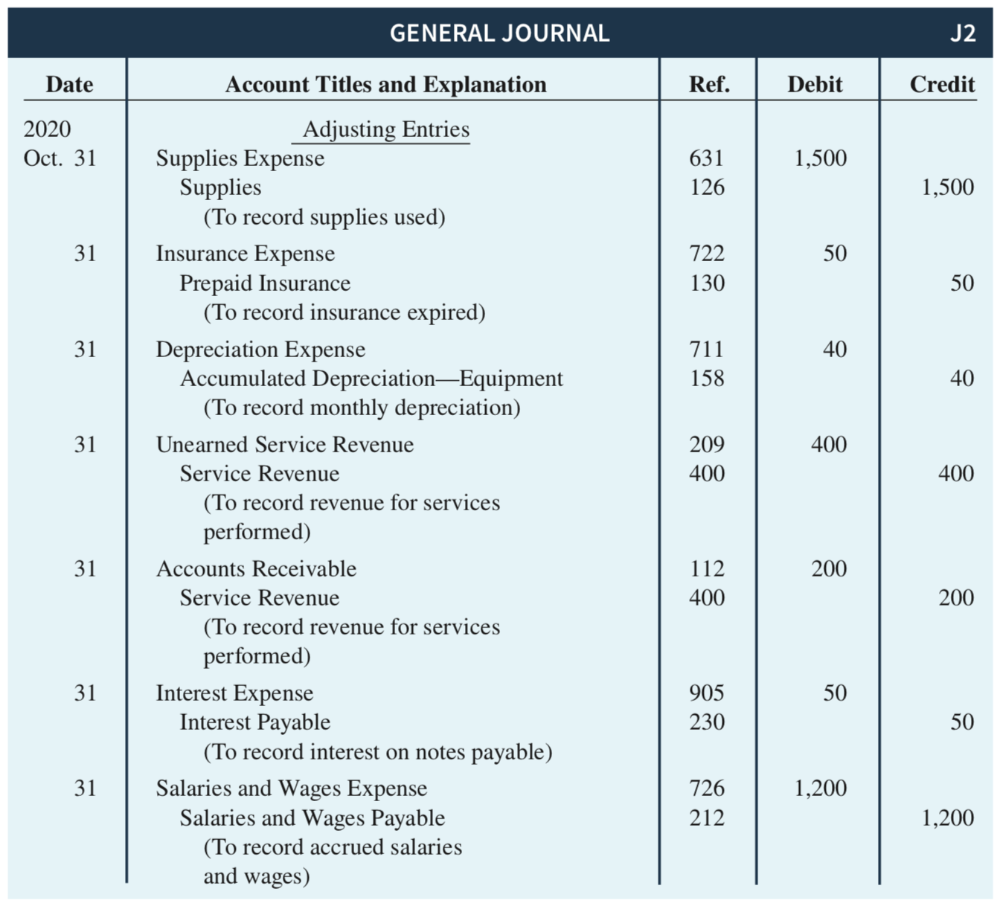 GENERAL JOURNAL J2
Date Account Titles and Explanation Ref. Debit Credit
2020 Adjusting Entries
Oct. 31 Supplies Expense 631 1,500
Supplies 126 1,500
(To record supplies used)
31 Insurance Expense 722 50
Prepaid Insurance 130 50
(To record insurance expired)
31 Depreciation Expense 711 40
Accumulated Depreciation—Equipment 158 40
(To record monthly depreciation)
31 Unearned Service Revenue 209 400
Service Revenue 400 400
(To record revenue for services
performed)
31 Accounts Receivable 112 200
Service Revenue 400 200
(To record revenue for services
performed)
31 Interest Expense 905 50
Interest Payable 230 50
(To record interest on notes payable)
31 Salaries and Wages Expense 726 1,200
Salaries and Wages Payable 212 1,200
(To record accrued salaries
and wages)